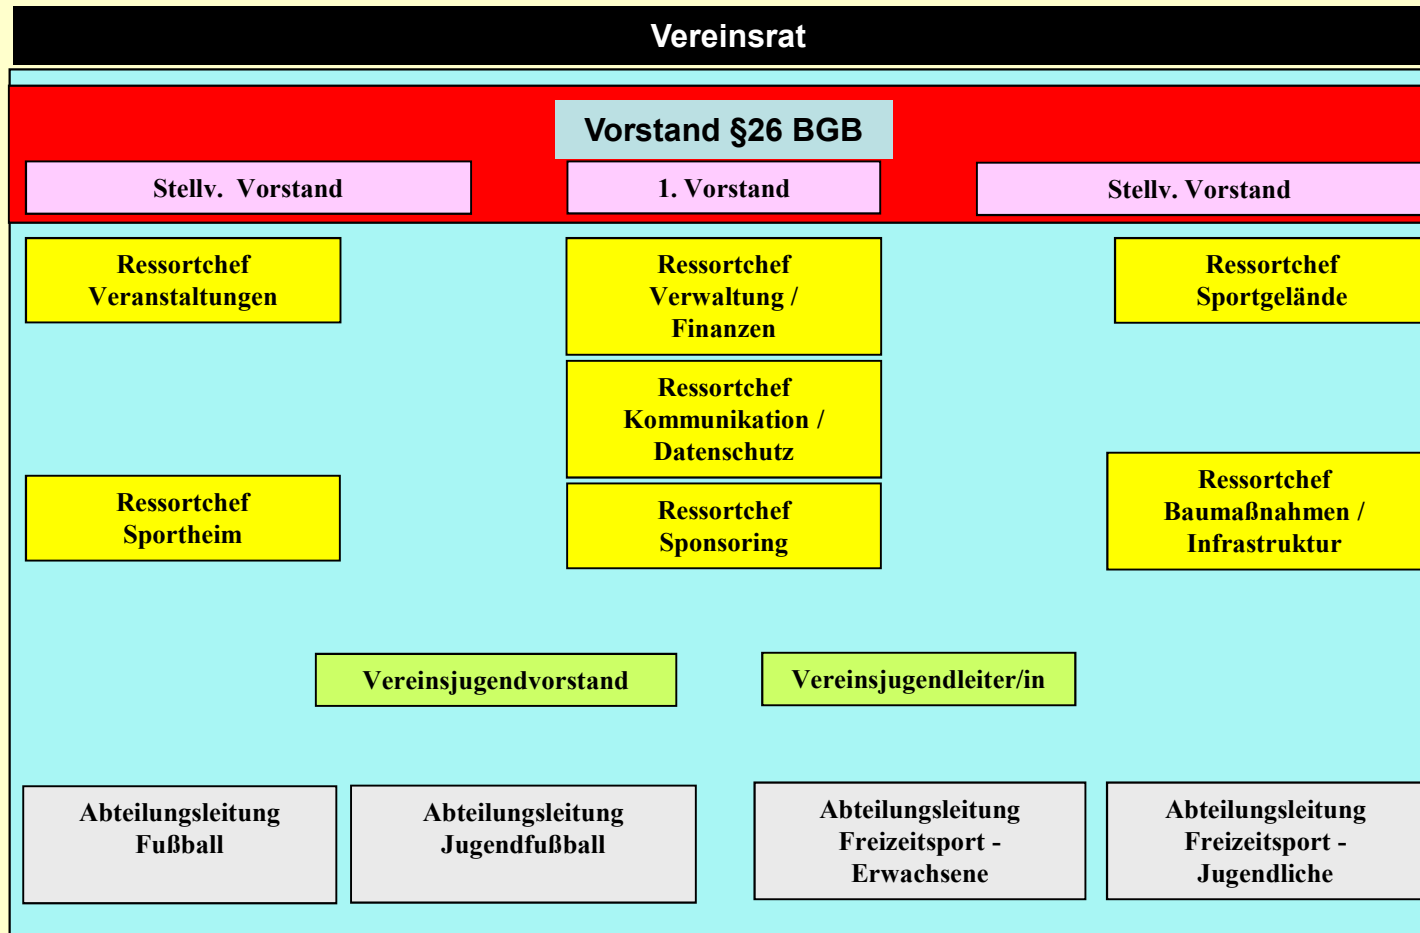 Vereinsrat
Vorstand §26 BGB
Stellv. Vorstand
1. Vorstand
Stellv. Vorstand
Ressortchef
Veranstaltungen
Ressortchef
Verwaltung /
Finanzen
Ressortchef
Sportgelände
Ressortchef
Kommunikation /
Datenschutz
Ressortchef
Sportheim
Ressortchef
Sponsoring
Ressortchef
Baumaßnahmen /
Infrastruktur
Vereinsjugendvorstand
Vereinsjugendleiter/in
Abteilungsleitung
Fußball
Abteilungsleitung
Jugendfußball
Abteilungsleitung
Freizeitsport -
Erwachsene
Abteilungsleitung
Freizeitsport -
Jugendliche